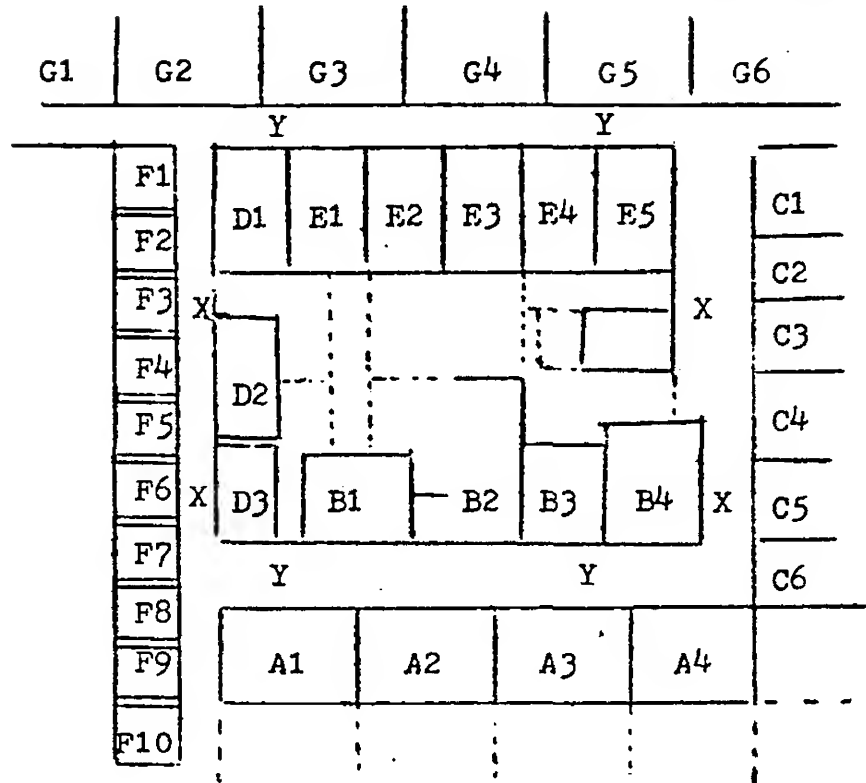 G1 G2 G3 G4 G5 G6
Y Y
F1 D1 E1 E2 E3 E4 E5 C1
F2 C2
F3 X X C3
F4 D2 C4
F5
F6 X D3 B1 B2 B3 B4 X C5
F7 Y Y C6
F8
F9 A1 A2 A3 A4
F10